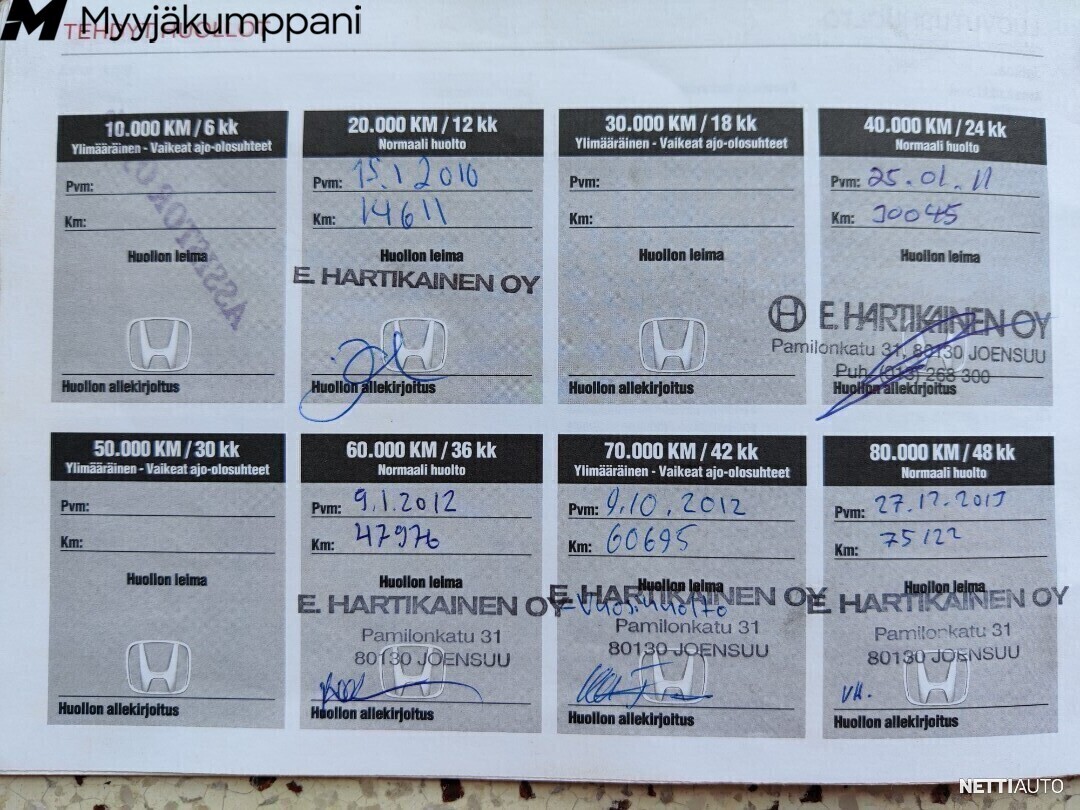 Myyjäkumppani
TEHDYT HUOLLOT
10.000 KM / 6 kk
Ylimääräinen - Vaikeat ajo-olosuhteet
Pvm:
Km:
Huollon leima
Huollon allekirjoitus
20.000 KM / 12 kk
Normaali huolto
Pvm: 15.1 2010
Km: 14611
Huollon leima
E. HARTIKAINEN OY
Huollon allekirjoitus
30.000 KM / 18 kk
Ylimääräinen - Vaikeat ajo-olosuhteet
Pvm:
Km:
Huollon leima
Huollon allekirjoitus
40.000 KM / 24 kk
Normaali huolto
Pvm: 25.01.11
Km: 30045
Huollon leima
E. HARTIKAINEN OY
Pamilonkatu 31, 80130 JOENSUU
Puh. (013) 268 300
Huollon allekirjoitus
50.000 KM / 30 kk
Ylimääräinen - Vaikeat ajo-olosuhteet
Pvm:
Km:
Huollon leima
Huollon allekirjoitus
60.000 KM / 36 kk
Normaali huolto
Pvm: 9.1.2012
Km: 47976
Huollon leima
E. HARTIKAINEN OY
Pamilonkatu 31
80130 JOENSUU
Huollon allekirjoitus
70.000 KM / 42 kk
Ylimääräinen - Vaikeat ajo-olosuhteet
Pvm: 9.10.2012
Km: 60695
Huollon leima
E. HARTIKAINEN OY
-Vuosihuolto
Pamilonkatu 31
80130 JOENSUU
Huollon allekirjoitus
80.000 KM / 48 kk
Normaali huolto
Pvm: 27.12.2013
Km: 75122
Huollon leima
E. HARTIKAINEN OY
Pamilonkatu 31
80130 JOENSUU
VH.
Huollon allekirjoitus
NETTIAUTO